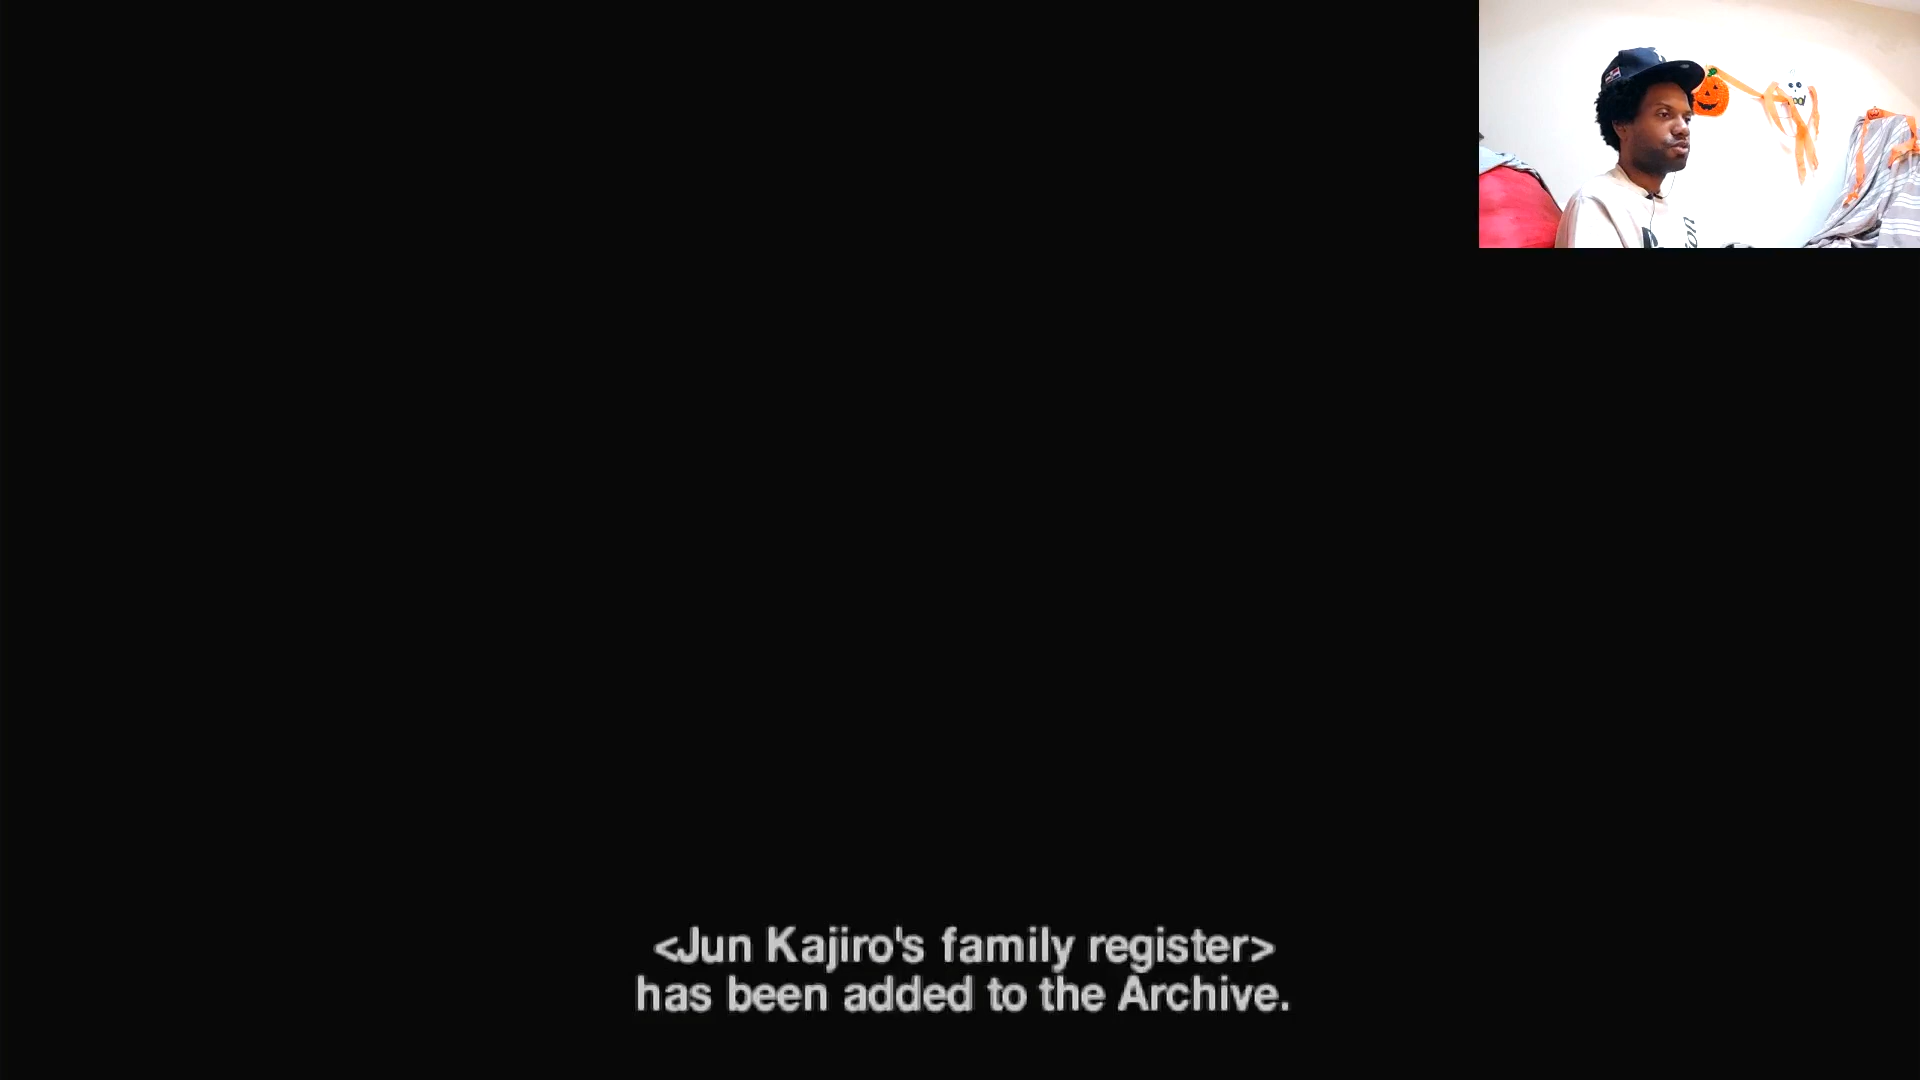 <Jun Kajiro's family register>
has been added to the Archive.